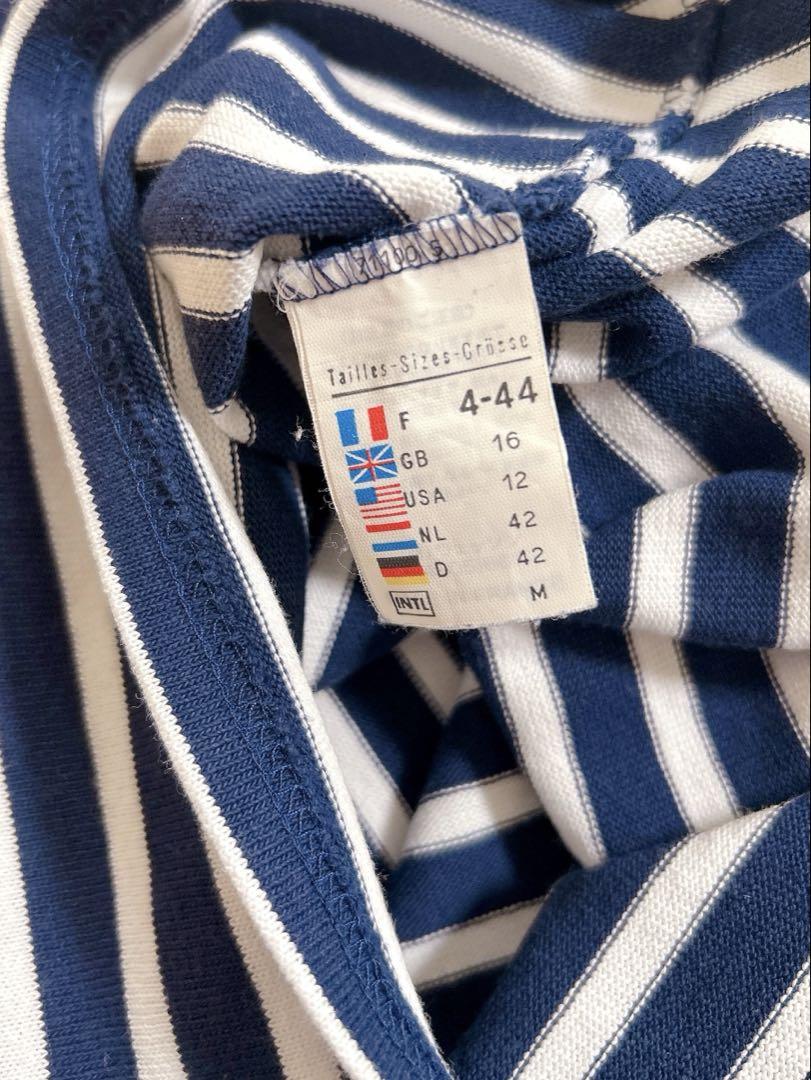 Tailles-Sizes-Grösse
F 4-44
GB 16
USA 12
NL 42
D 42
INTL M